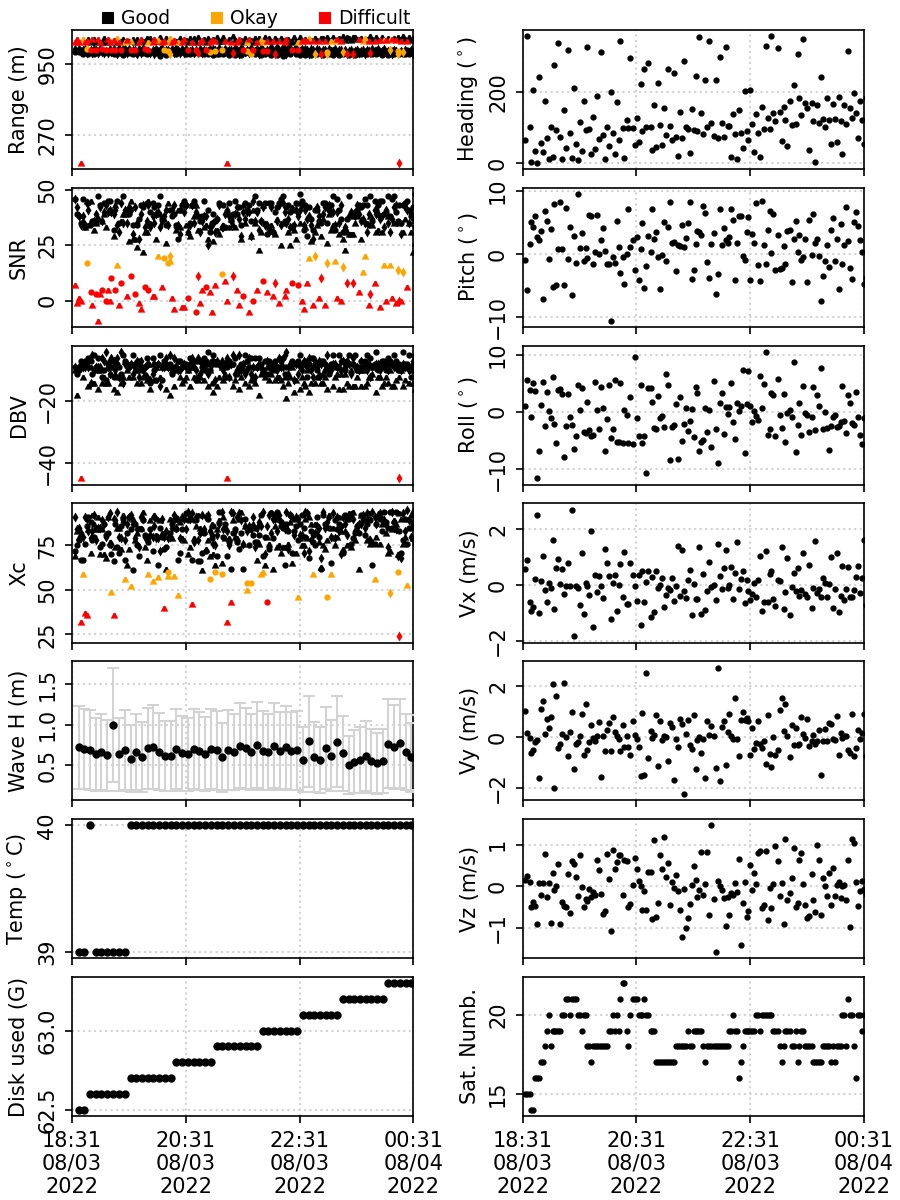 Good Okay Difficult
Range (m)
950
270
Heading (°)
200
0
SNR
50
25
0
Pitch (°)
10
0
−10
DBV
−20
−40
Roll (°)
10
0
−10
Xc
75
50
25
Vx (m/s)
2
0
−2
Wave H (m)
1.5
1.0
0.5
Vy (m/s)
2
0
−2
Temp (°C)
40
39
Vz (m/s)
1
0
−1
Disk used (G)
63.0
62.5
Sat. Numb.
20
15
18:31 20:31 22:31 00:31
08/03 08/03 08/03 08/04
2022 2022 2022 2022
18:31 20:31 22:31 00:31
08/03 08/03 08/03 08/04
2022 2022 2022 2022